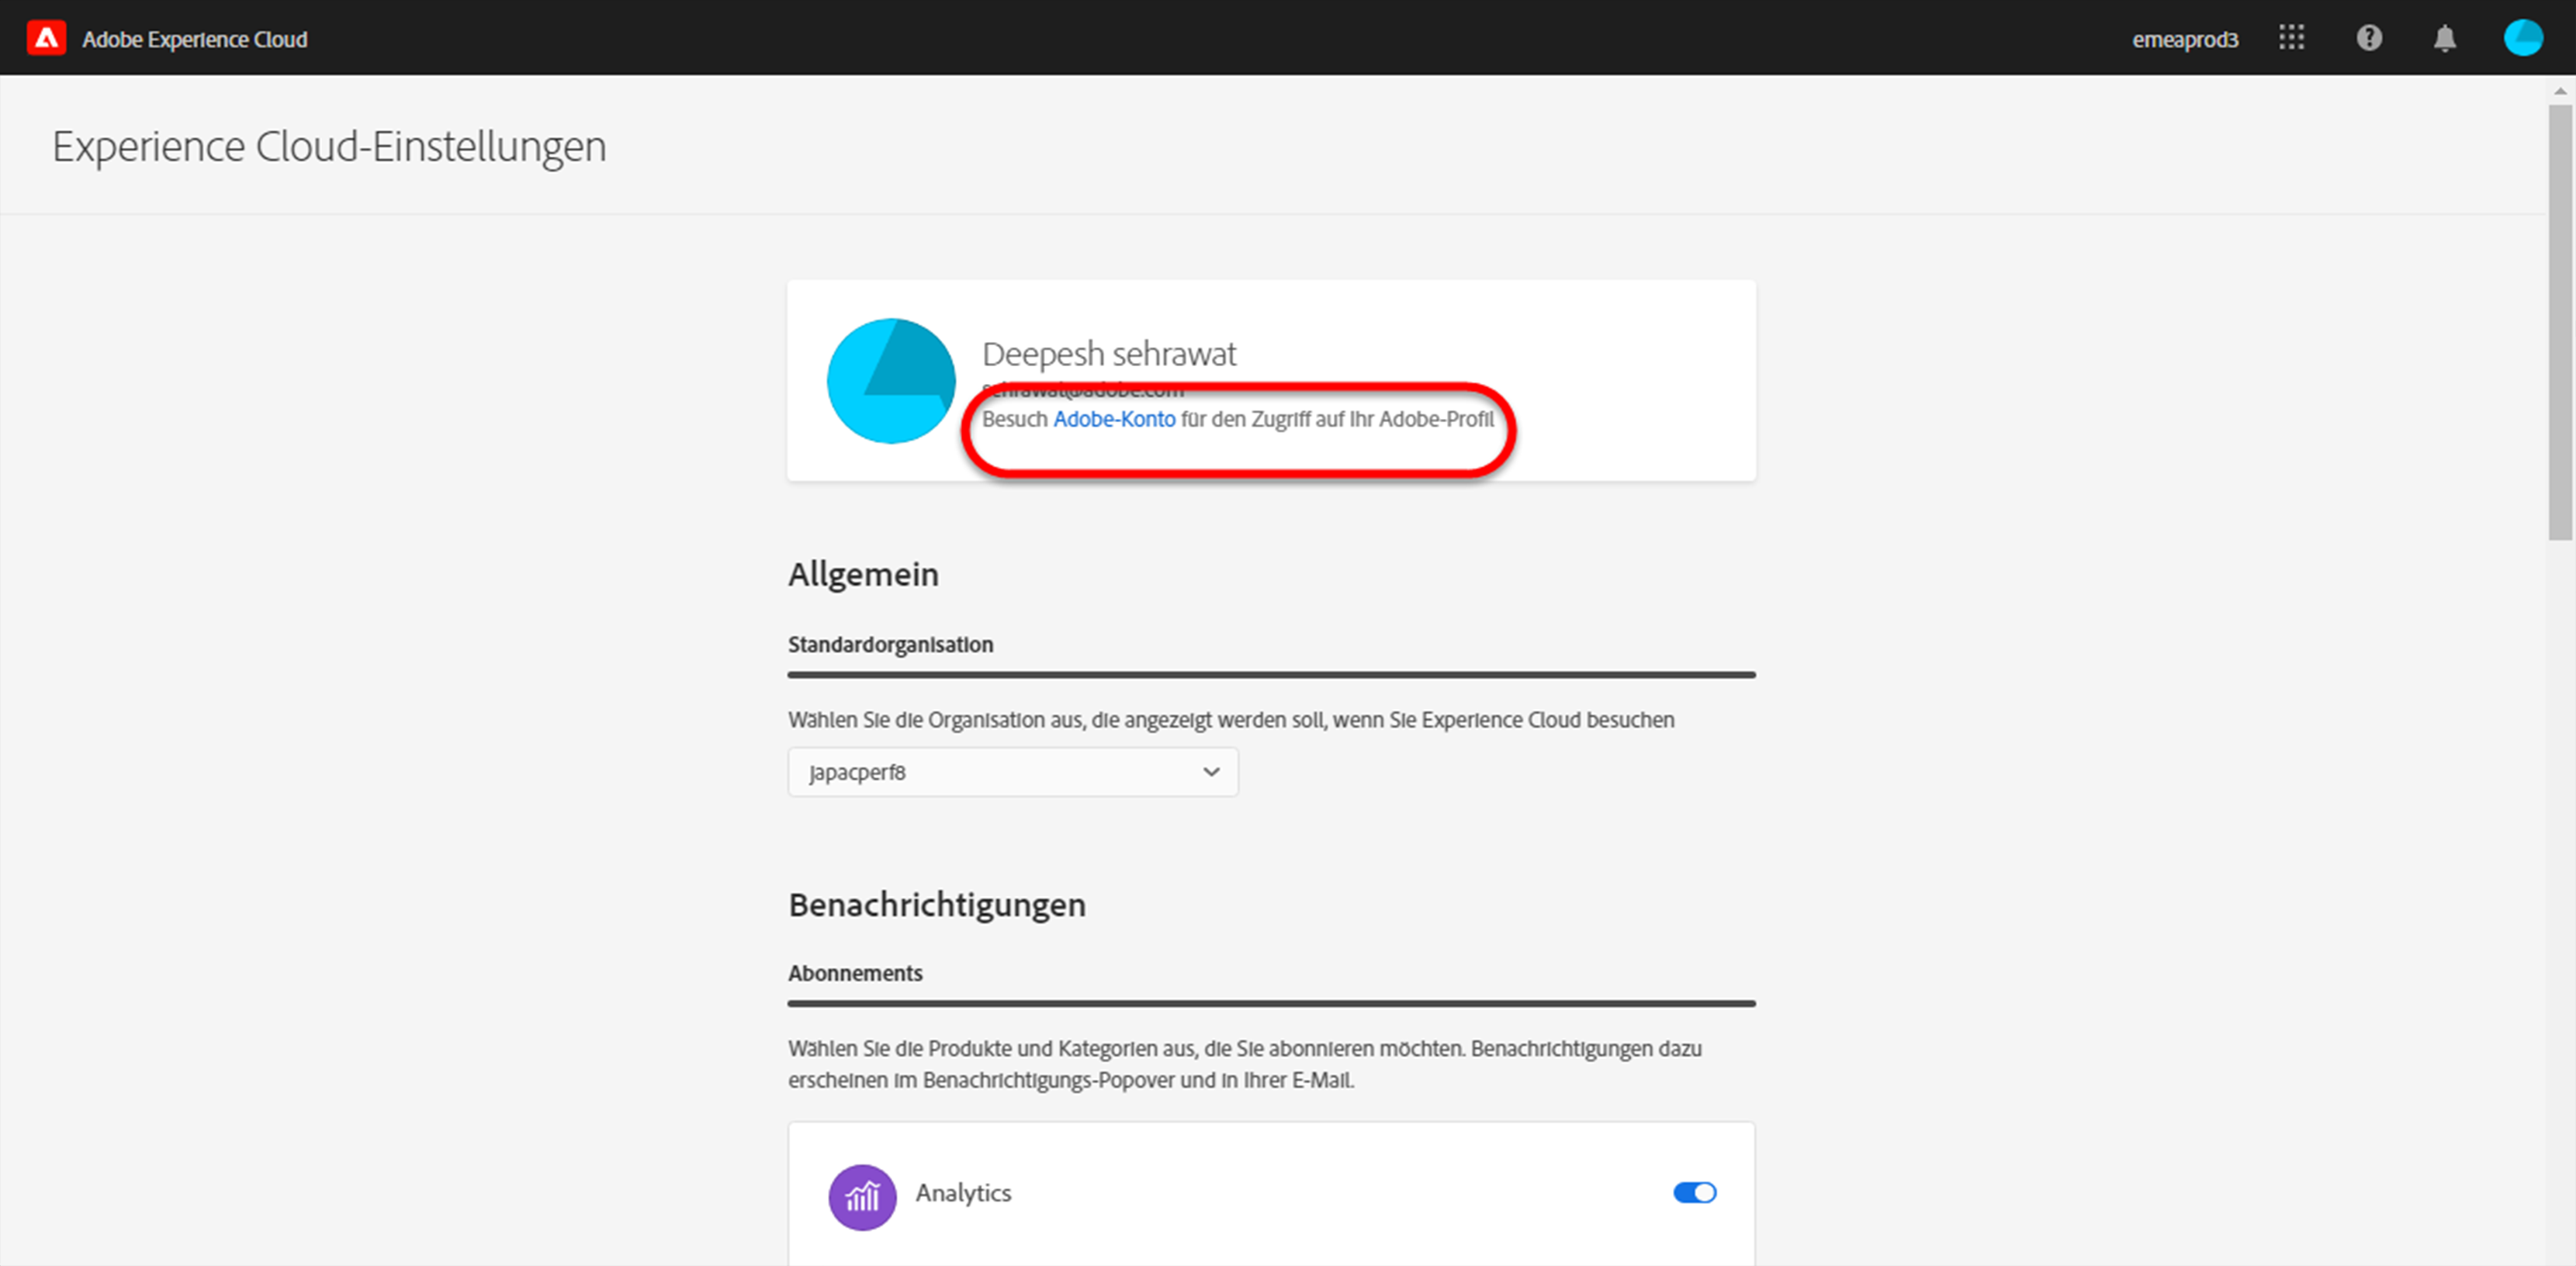 Adobe Experience Cloud
emeaprod3
Experience Cloud-Einstellungen
Deepesh sehrawat
sehrawat@adobe.com
Besuch Adobe-Konto für den Zugriff auf Ihr Adobe-Profil
Allgemein
Standardorganisation
Wählen Sie die Organisation aus, die angezeigt werden soll, wenn Sie Experience Cloud besuchen
Japacperf8
Benachrichtigungen
Abonnements
Wählen Sie die Produkte und Kategorien aus, die Sie abonnieren möchten. Benachrichtigungen dazu
erscheinen im Benachrichtigungs-Popover und in Ihrer E-Mail.
Analytics